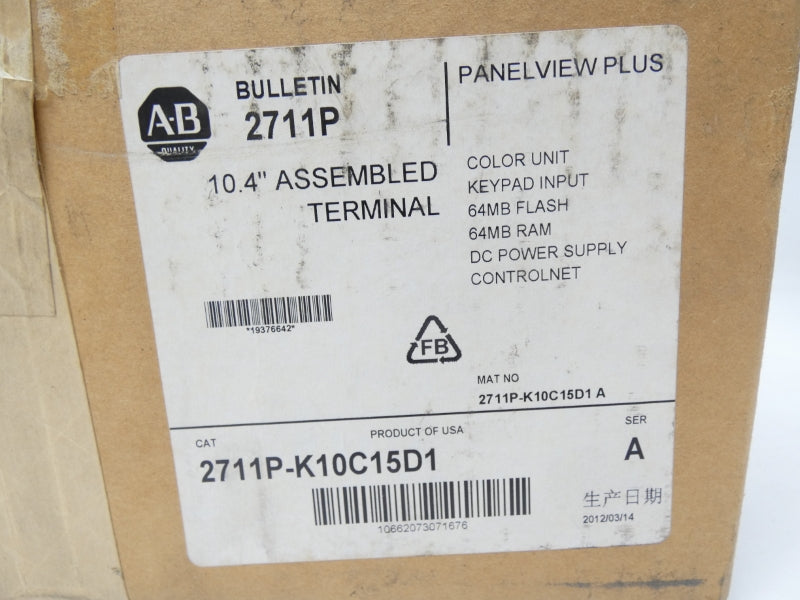 A-B
QUALITY
BULLETIN
2711P
PANELVIEW PLUS
10.4" ASSEMBLED
TERMINAL
COLOR UNIT
KEYPAD INPUT
64MB FLASH
64MB RAM
DC POWER SUPPLY
CONTROLNET
*19376642*
FB
MAT NO
2711P-K10C15D1 A
CAT
PRODUCT OF USA
SER
2711P-K10C15D1
A
10662073071676
生产日期
2012/03/14